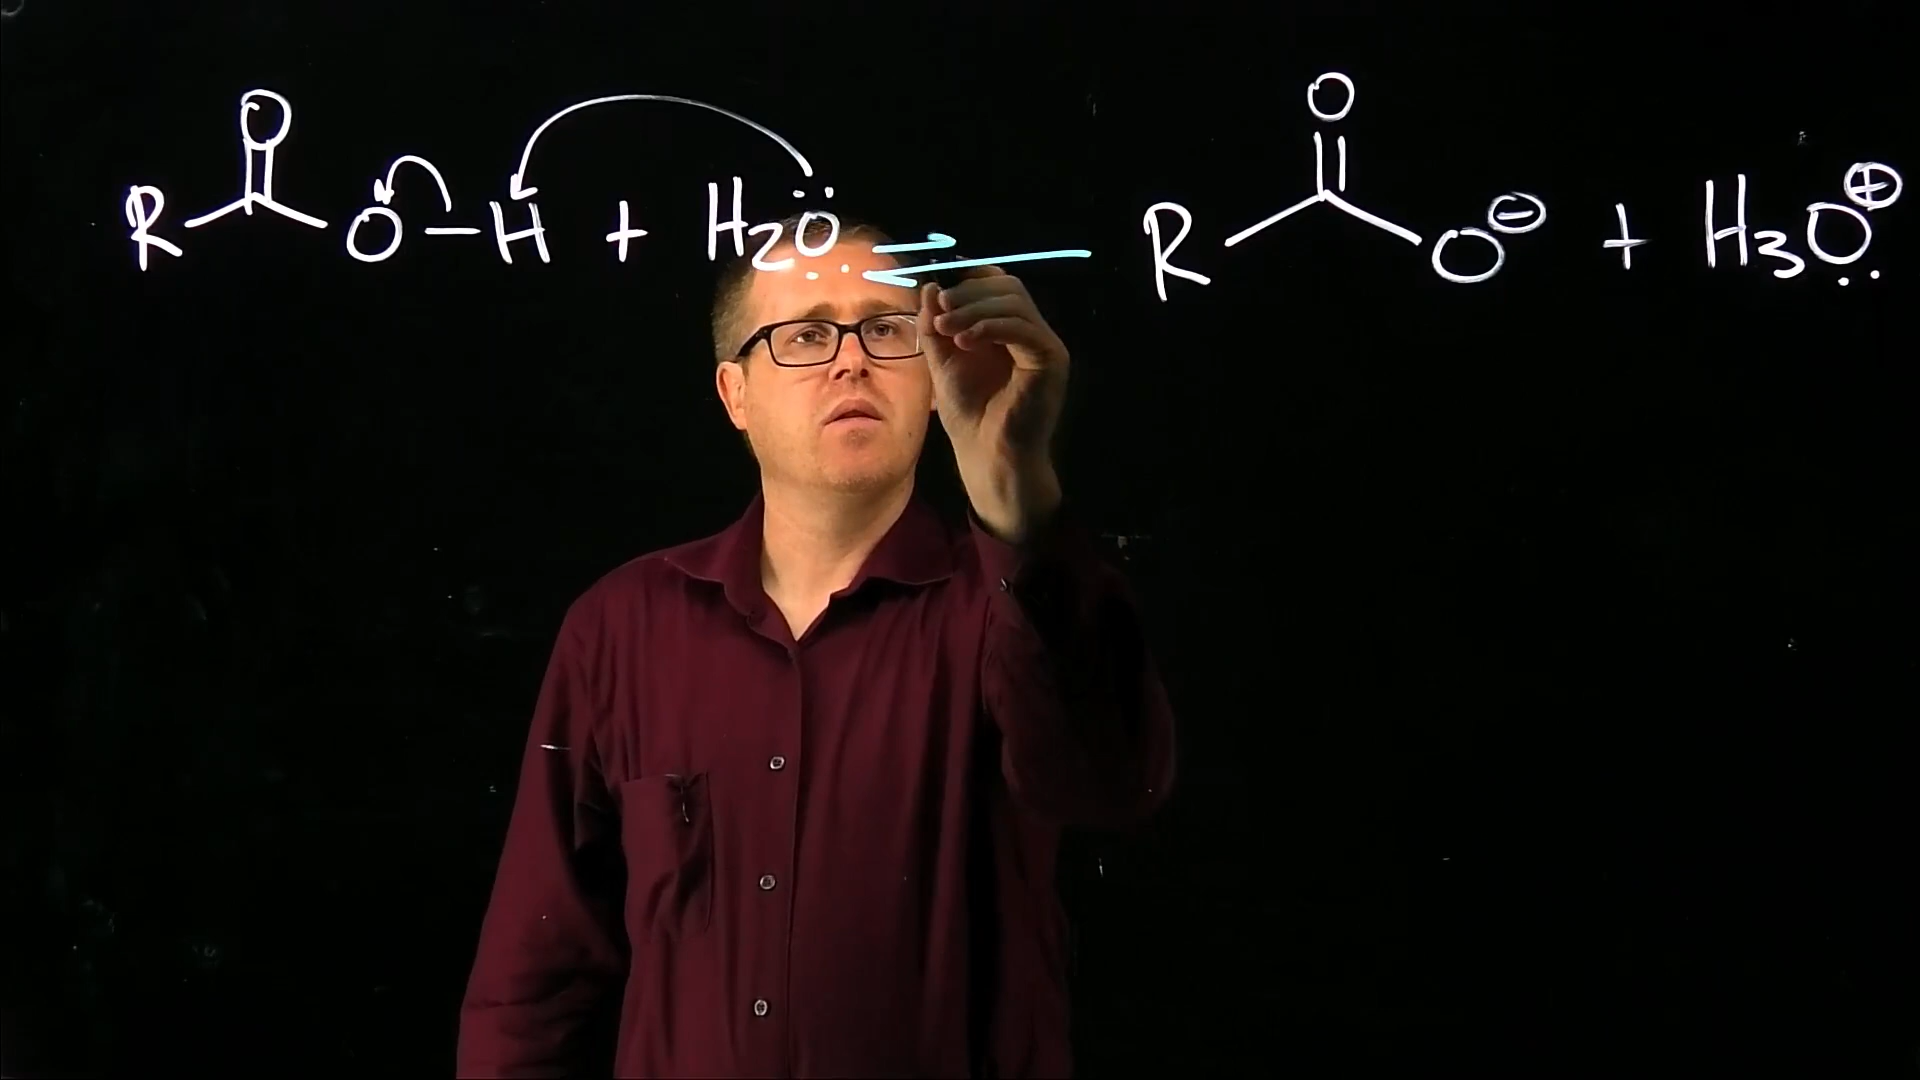 O O
R O-H + H₂O ⇌ R O⊖ + H₃O⊕